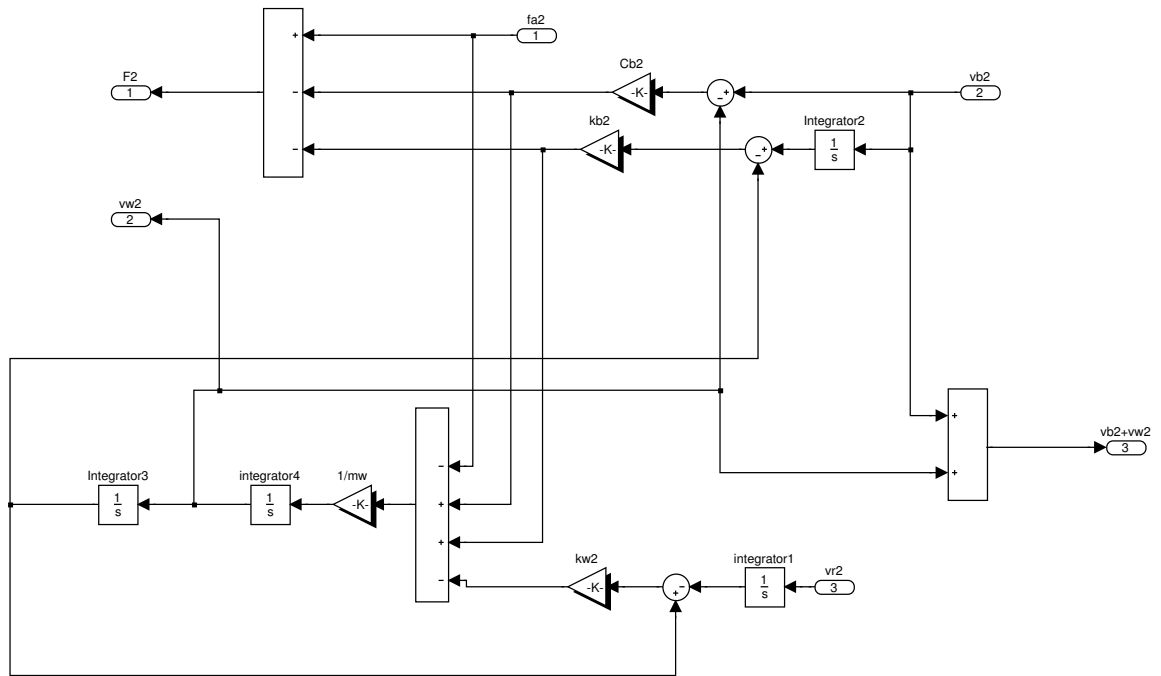 fa2
1
+
F2
1
−
Cb2
-K-
−
+
vb2
2
kb2
−
-K-
−
+
Integrator2
1
s
vw2
2
+
vb2+vw2
3
+
Integrator3
1
s
integrator4
1
s
1/mw
-K-
−
+
+
−
kw2
-K-
−
+
integrator1
1
s
vr2
3